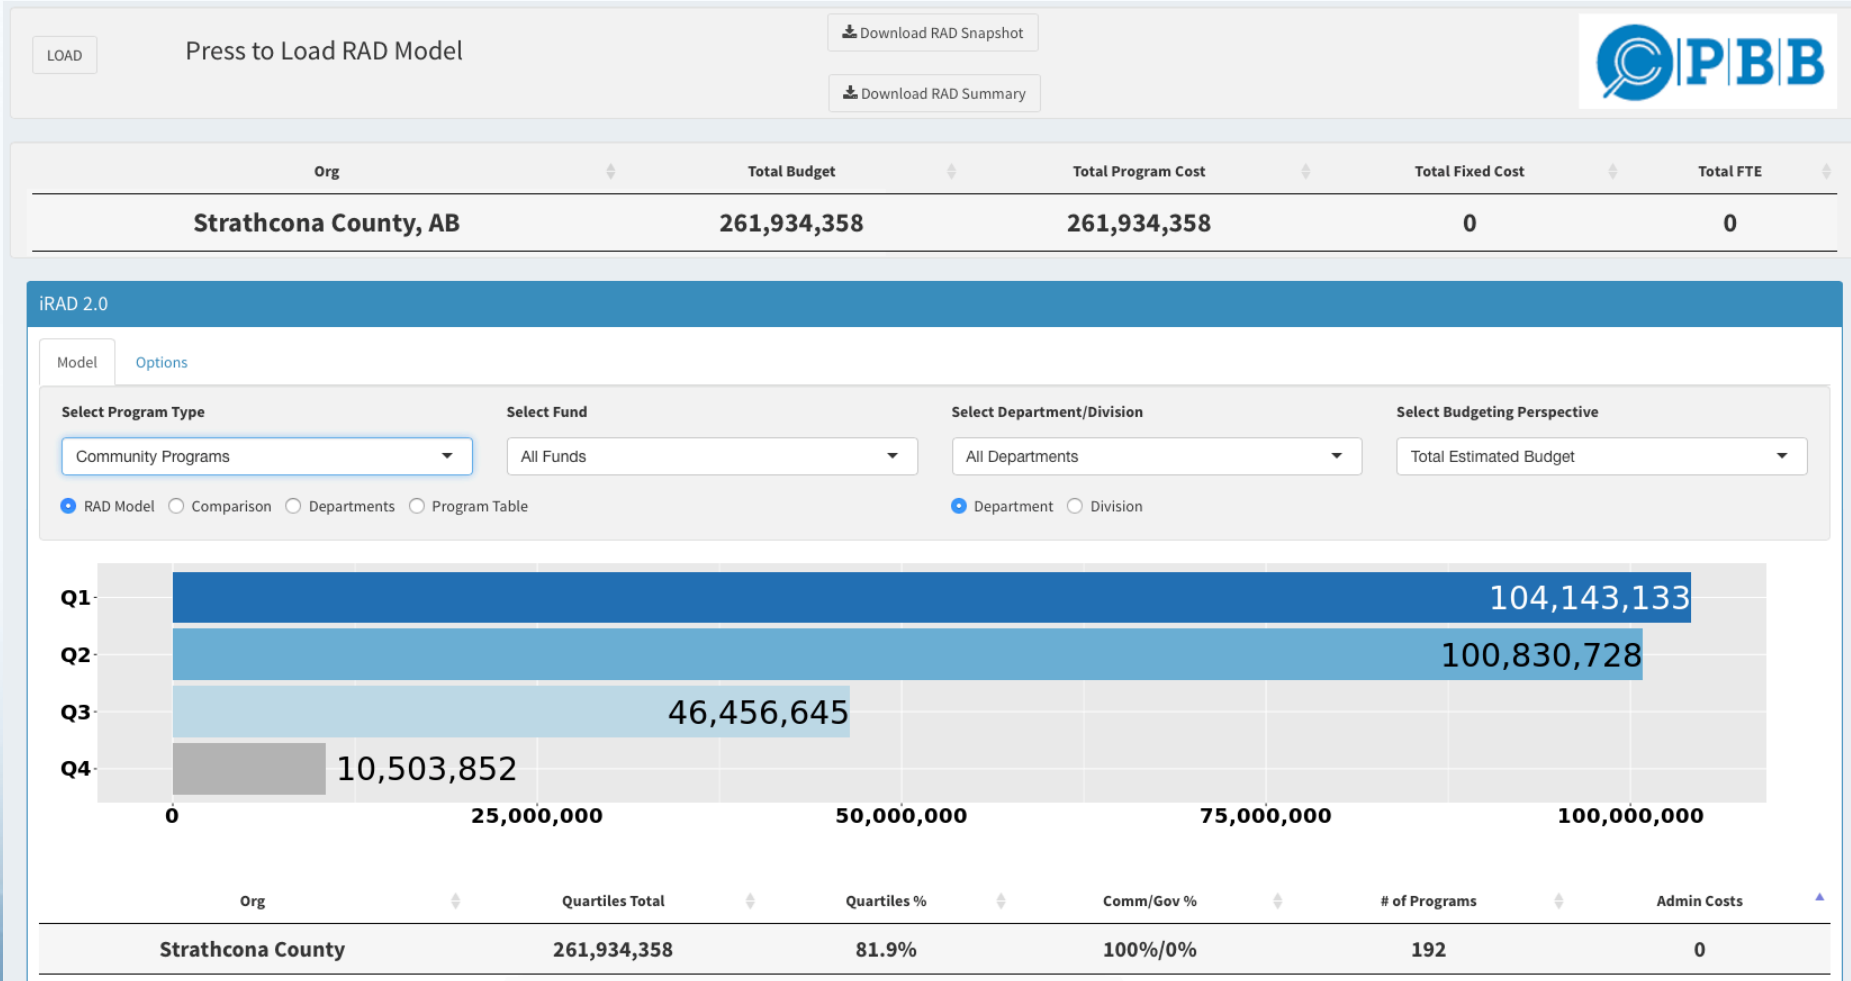 LOAD
Press to Load RAD Model
Download RAD Snapshot
Download RAD Summary
PBB
Org Total Budget Total Program Cost Total Fixed Cost Total FTE
Strathcona County, AB 261,934,358 261,934,358 0 0
iRAD 2.0
Model Options
Select Program Type Select Fund Select Department/Division Select Budgeting Perspective
Community Programs All Funds All Departments Total Estimated Budget
RAD Model Comparison Departments Program Table Department Division
Q1 104,143,133
Q2 100,830,728
Q3 46,456,645
Q4 10,503,852
0 25,000,000 50,000,000 75,000,000 100,000,000
Org Quartiles Total Quartiles % Comm/Gov % # of Programs Admin Costs
Strathcona County 261,934,358 81.9% 100%/0% 192 0